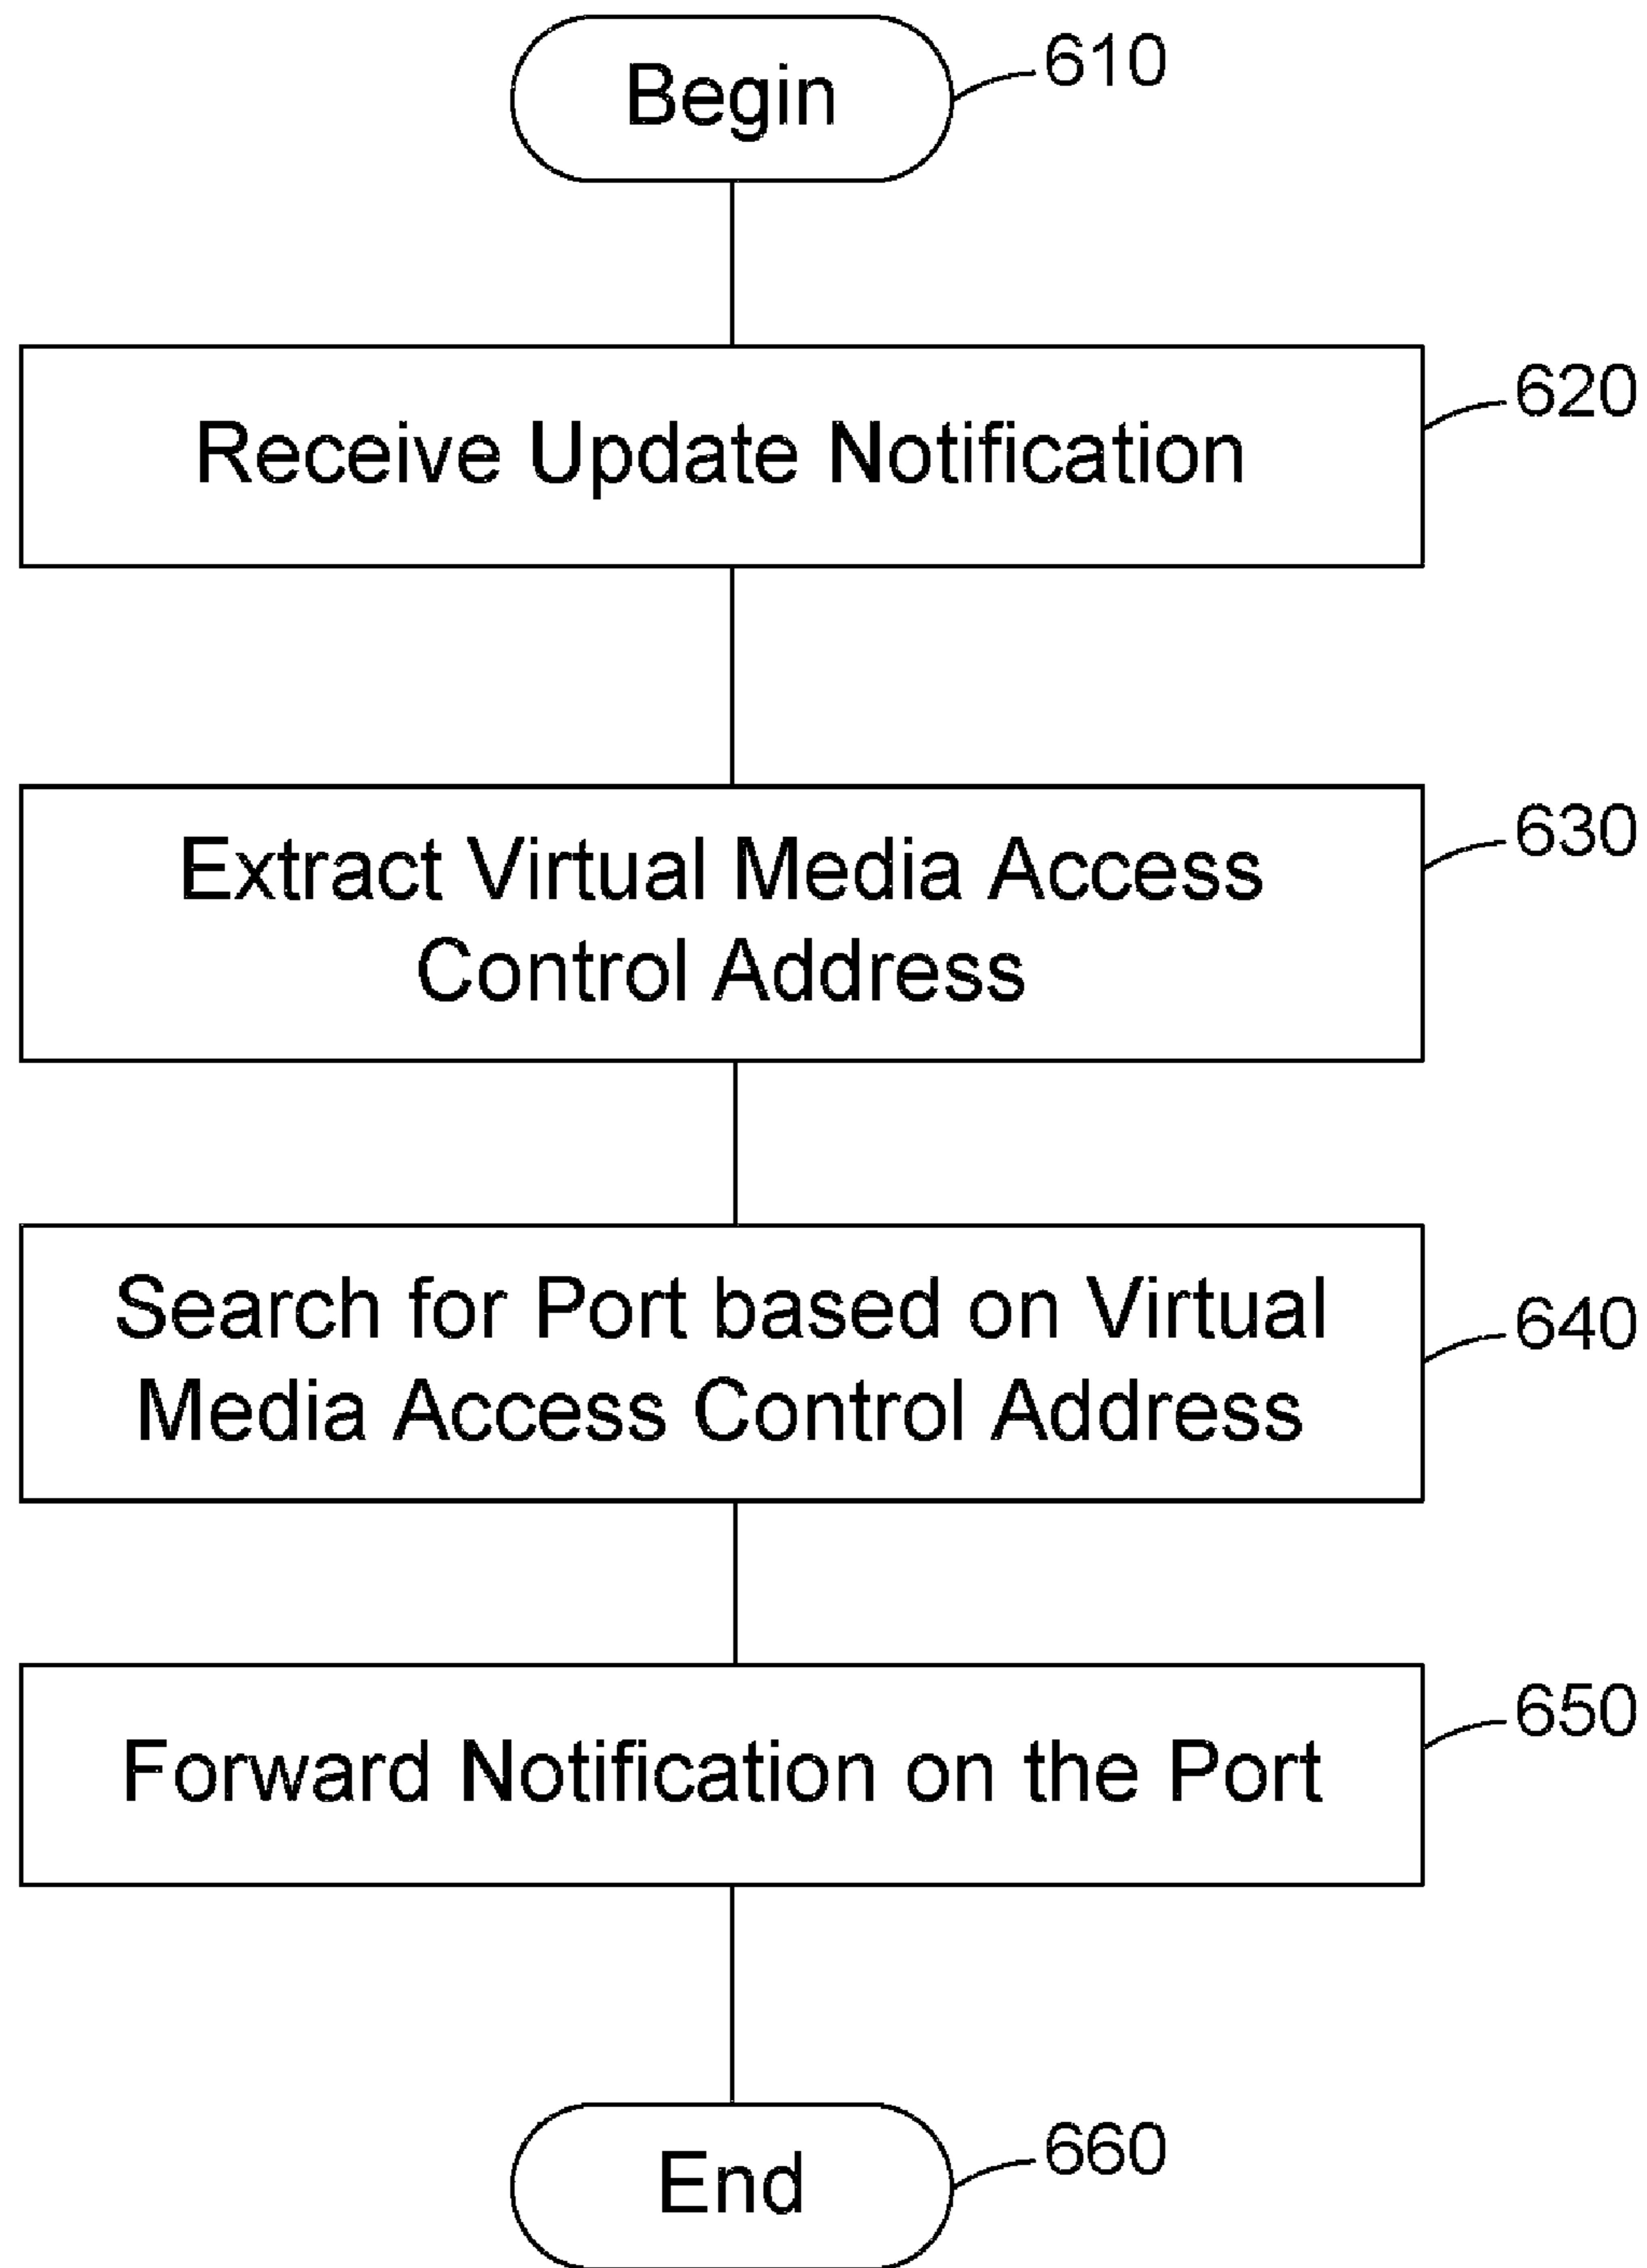 Begin
610
Receive Update Notification
620
Extract Virtual Media Access
Control Address
630
Search for Port based on Virtual
Media Access Control Address
640
Forward Notification on the Port
650
End
660